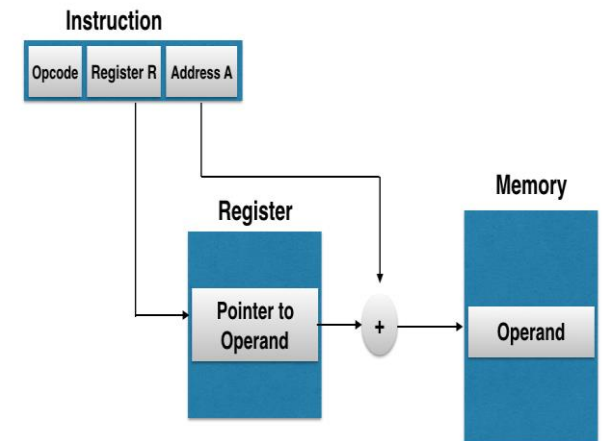 Instruction
Opcode Register R Address A
Memory
Register
Pointer to
Operand
+
Operand